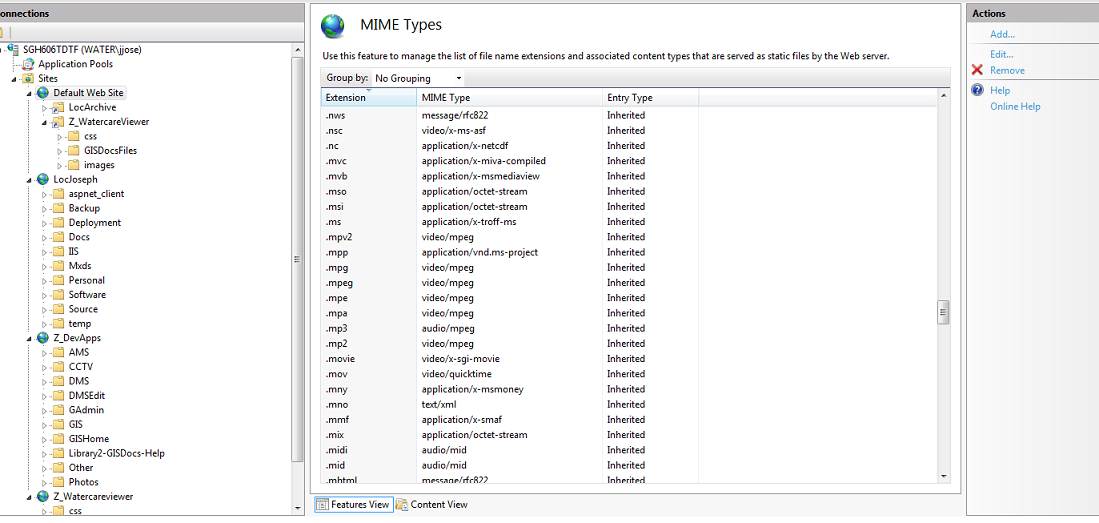 onnections
SGH606TDTF (WATER\jjose)
Application Pools
Sites
Default Web Site
LocArchive
Z_WatercareViewer
css
GISDocsFiles
images
LocJoseph
aspnet_client
Backup
Deployment
Docs
IIS
Mxds
Personal
Software
Source
temp
Z_DevApps
AMS
CCTV
DMS
DMSEdit
GAdmin
GIS
GISHome
Library2-GISDocs-Help
Other
Photos
Z_Watercareviewer
css
MIME Types
Use this feature to manage the list of file name extensions and associated content types that are served as static files by the Web server.
Group by: No Grouping
Extension MIME Type Entry Type
.nws message/rfc822 Inherited
.nsc video/x-ms-asf Inherited
.nc application/x-netcdf Inherited
.mvc application/x-miva-compiled Inherited
.mvb application/x-msmediaview Inherited
.mso application/octet-stream Inherited
.msi application/octet-stream Inherited
.ms application/x-troff-ms Inherited
.mpv2 video/mpeg Inherited
.mpp application/vnd.ms-project Inherited
.mpg video/mpeg Inherited
.mpeg video/mpeg Inherited
.mpe video/mpeg Inherited
.mpa video/mpeg Inherited
.mp3 audio/mpeg Inherited
.mp2 video/mpeg Inherited
.movie video/x-sgi-movie Inherited
.mov video/quicktime Inherited
.mny application/x-msmoney Inherited
.mno text/xml Inherited
.mmf application/x-smaf Inherited
.mix application/octet-stream Inherited
.midi audio/mid Inherited
.mid audio/mid Inherited
.mhtml message/rfc822 Inherited
Features View Content View
Actions
Add...
Edit...
Remove
Help
Online Help